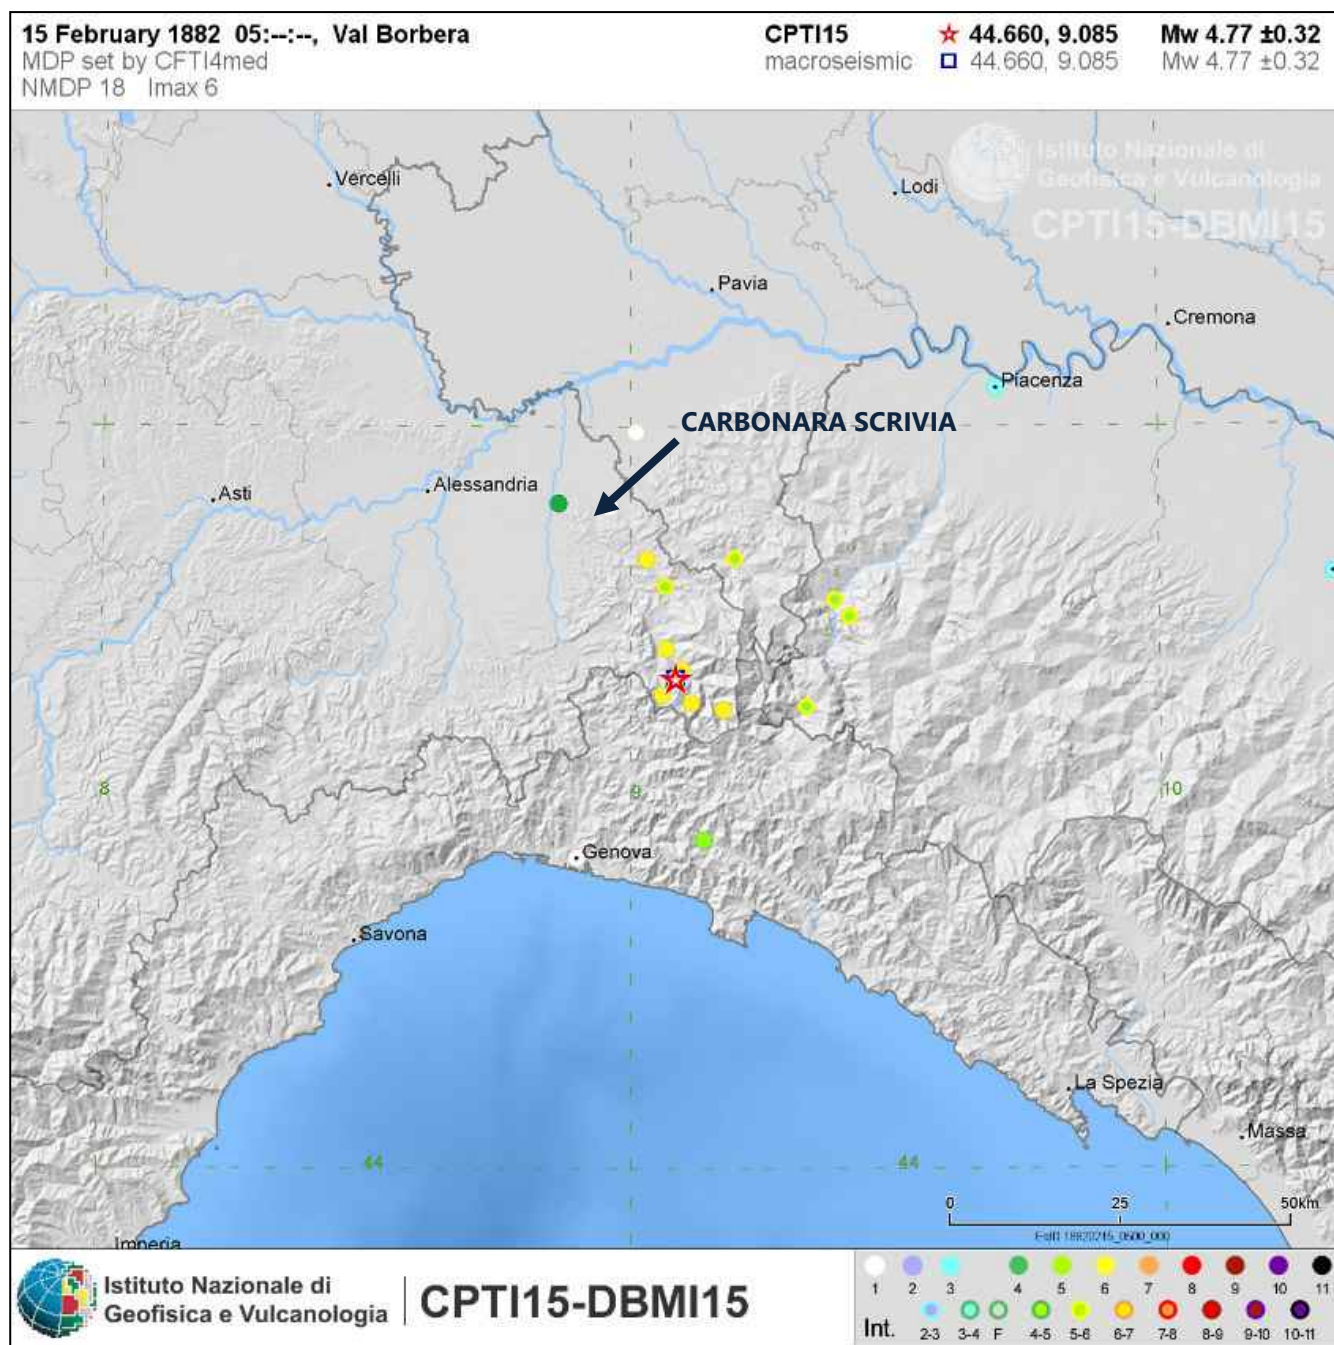 15 February 1882 05:--:--, Val Borbera
MDP set by CFTI4med
NMDP 18 Imax 6
CPTI15 44.660, 9.085 Mw 4.77 ±0.32
macroseismic 44.660, 9.085 Mw 4.77 ±0.32
Istituto Nazionale di
Geofisica e Vulcanologia
CPTI15-DBMI15
Vercelli
Lodi
Pavia
Cremona
Piacenza
CARBONARA SCRIVIA
Alessandria
Asti
8
9
10
Genova
Savona
La Spezia
Massa
44
44
0 25 50km
EqID 18820215_0500_000
Imperia
Istituto Nazionale di
Geofisica e Vulcanologia
CPTI15-DBMI15
1 2 3 4 5 6 7 8 9 10 11
Int. 2-3 3-4 F 4-5 5-6 6-7 7-8 8-9 9-10 10-11